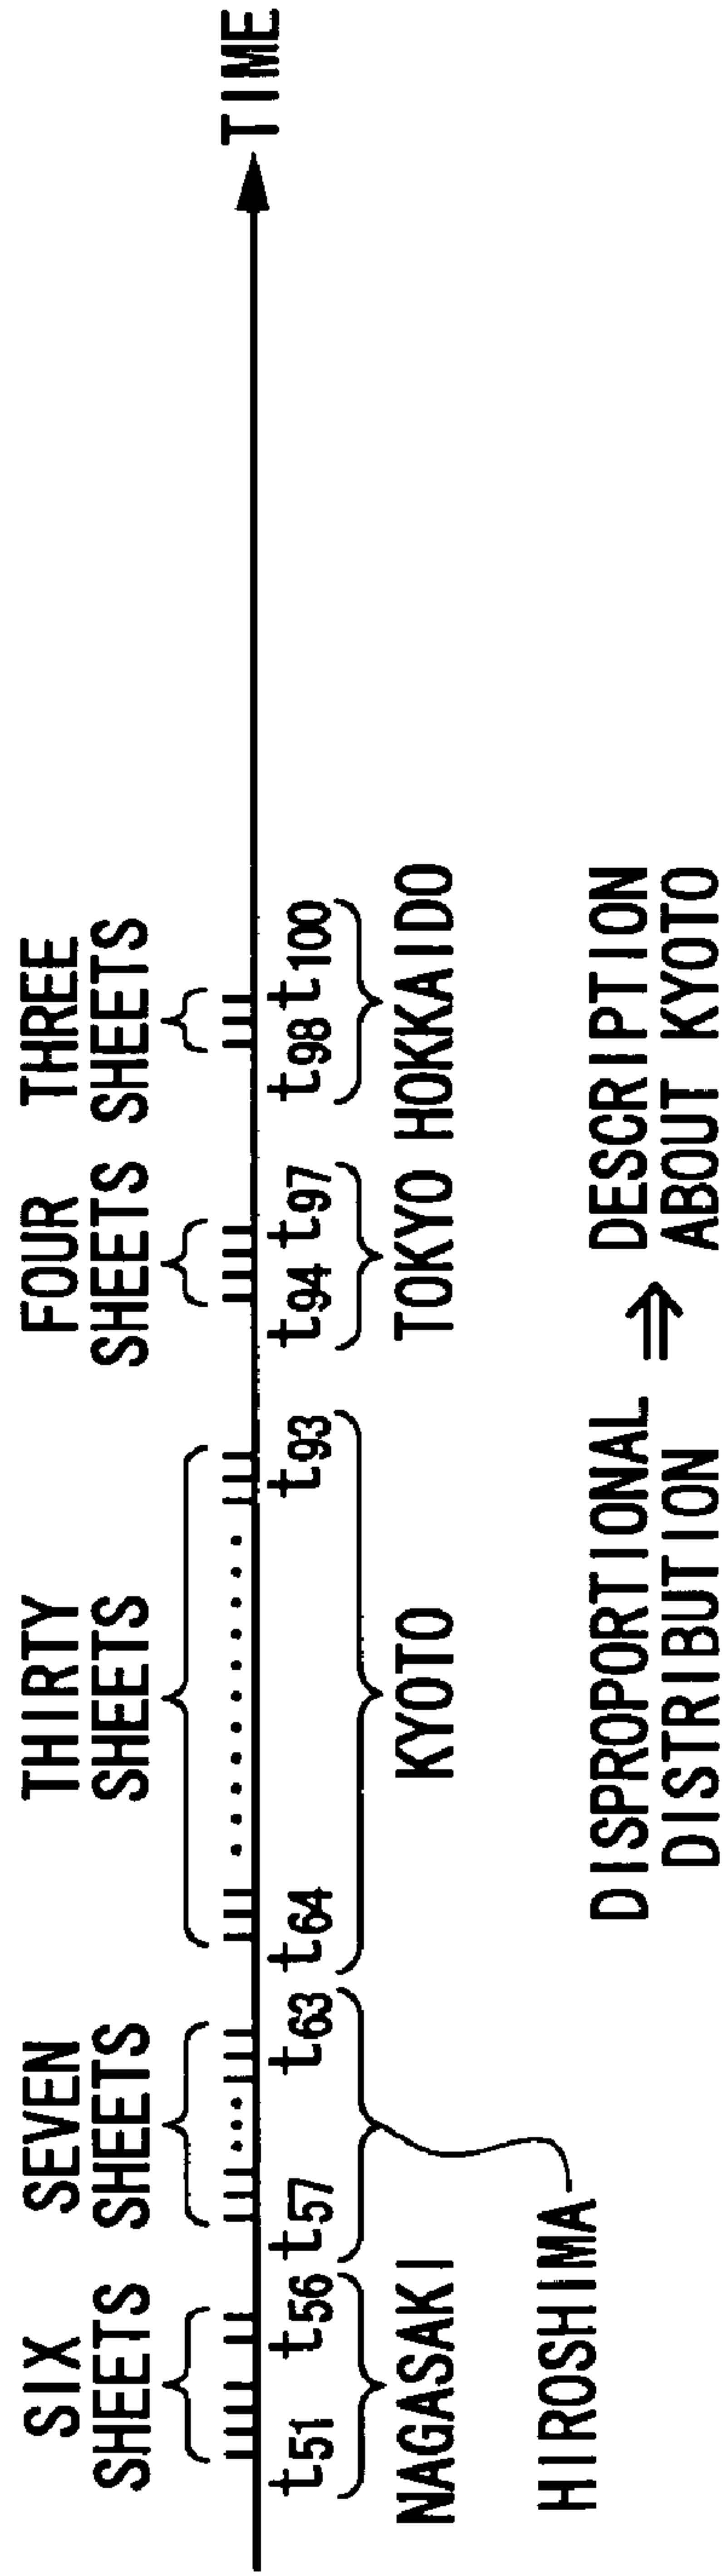 SIX
SHEETS
SEVEN
SHEETS
THIRTY
SHEETS
FOUR
SHEETS
THREE
SHEETS
TIME
t51 t56
t57 t63
t64 t93
t94 t97
t98 t100
NAGASAKI
HIROSHIMA
KYOTO
TOKYO
HOKKAIDO
DISPROPORTIONAL
DISTRIBUTION
⇒
DESCRIPTION
ABOUT KYOTO